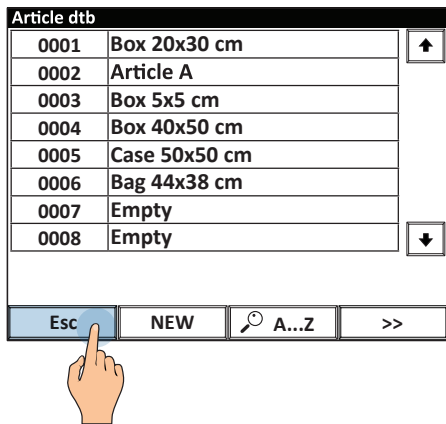 Article dtb
0001 Box 20x30 cm
0002 Article A
0003 Box 5x5 cm
0004 Box 40x50 cm
0005 Case 50x50 cm
0006 Bag 44x38 cm
0007 Empty
0008 Empty
Esc NEW A...Z >>